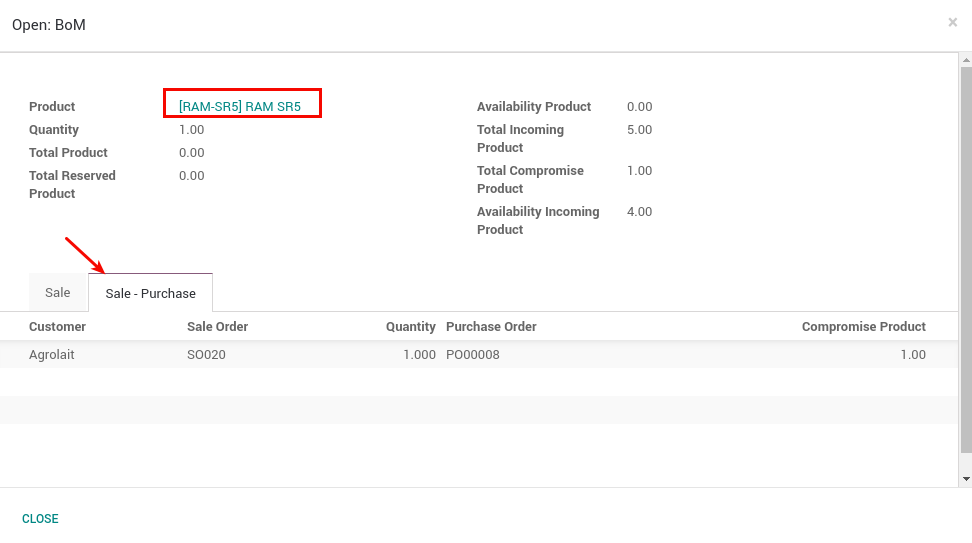 Open: BoM
×
Product [RAM-SR5] RAM SR5
Quantity 1.00
Total Product 0.00
Total Reserved 0.00
Product
Availability Product 0.00
Total Incoming 5.00
Product
Total Compromise 1.00
Product
Availability Incoming 4.00
Product
Sale Sale - Purchase
Customer Sale Order Quantity Purchase Order Compromise Product
Agrolait SO020 1.000 PO00008 1.00
CLOSE